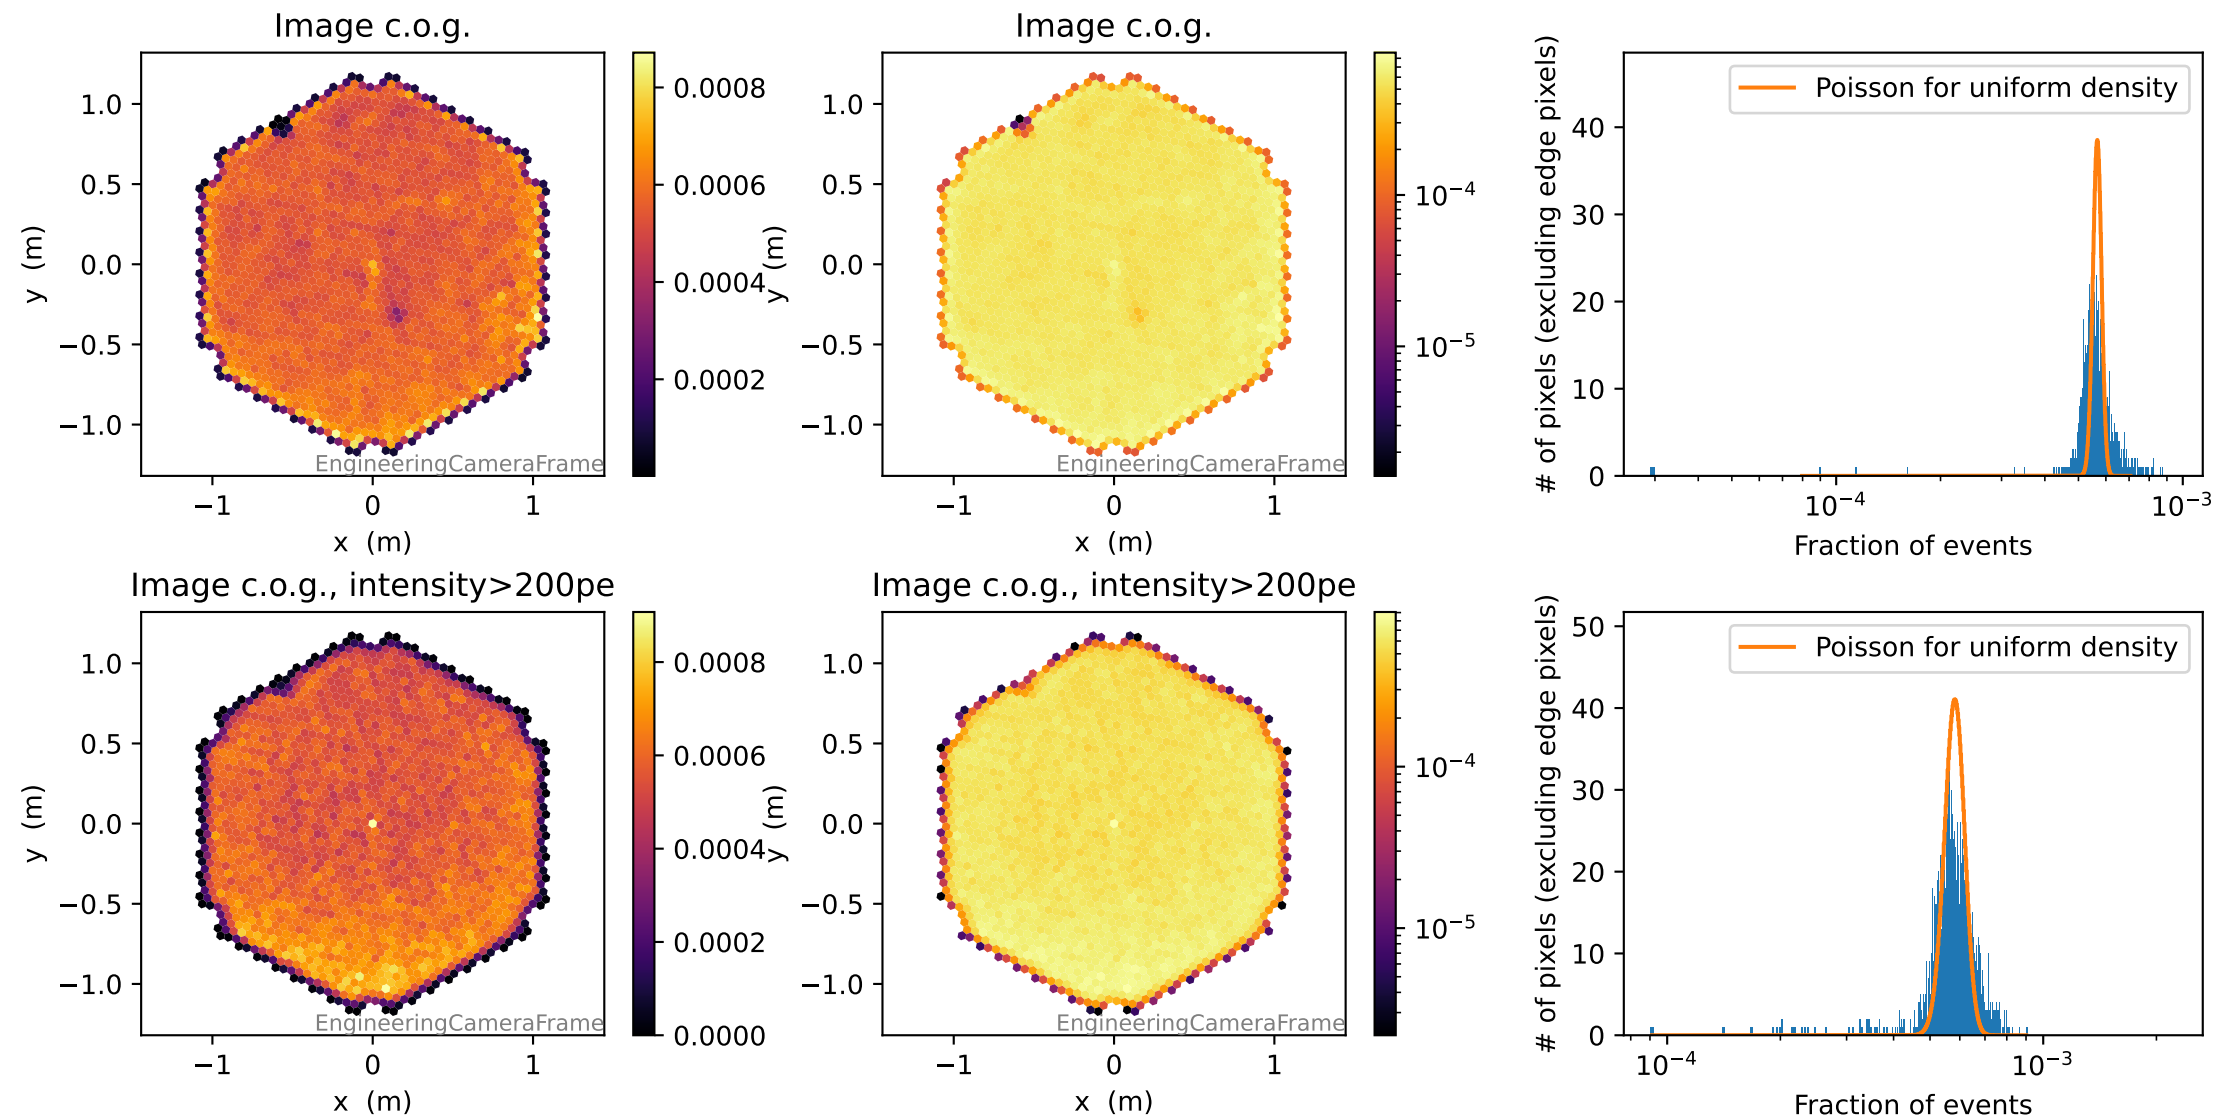 Image c.o.g.
1.0
0.5
0.0
−0.5
−1.0
y (m)
−1 0 1
x (m)
EngineeringCameraFrame
0.0008
0.0006
0.0004
0.0002
Image c.o.g.
1.0
0.5
0.0
−0.5
−1.0
y (m)
−1 0 1
x (m)
EngineeringCameraFrame
10⁻⁴
10⁻⁵
# of pixels (excluding edge pixels)
40
30
20
10
0
Poisson for uniform density
10⁻⁴ 10⁻³
Fraction of events
Image c.o.g., intensity>200pe
1.0
0.5
0.0
−0.5
−1.0
y (m)
−1 0 1
x (m)
EngineeringCameraFrame
0.0008
0.0006
0.0004
0.0002
0.0000
Image c.o.g., intensity>200pe
1.0
0.5
0.0
−0.5
−1.0
y (m)
−1 0 1
x (m)
EngineeringCameraFrame
10⁻⁴
10⁻⁵
# of pixels (excluding edge pixels)
50
40
30
20
10
0
Poisson for uniform density
10⁻⁴ 10⁻³
Fraction of events